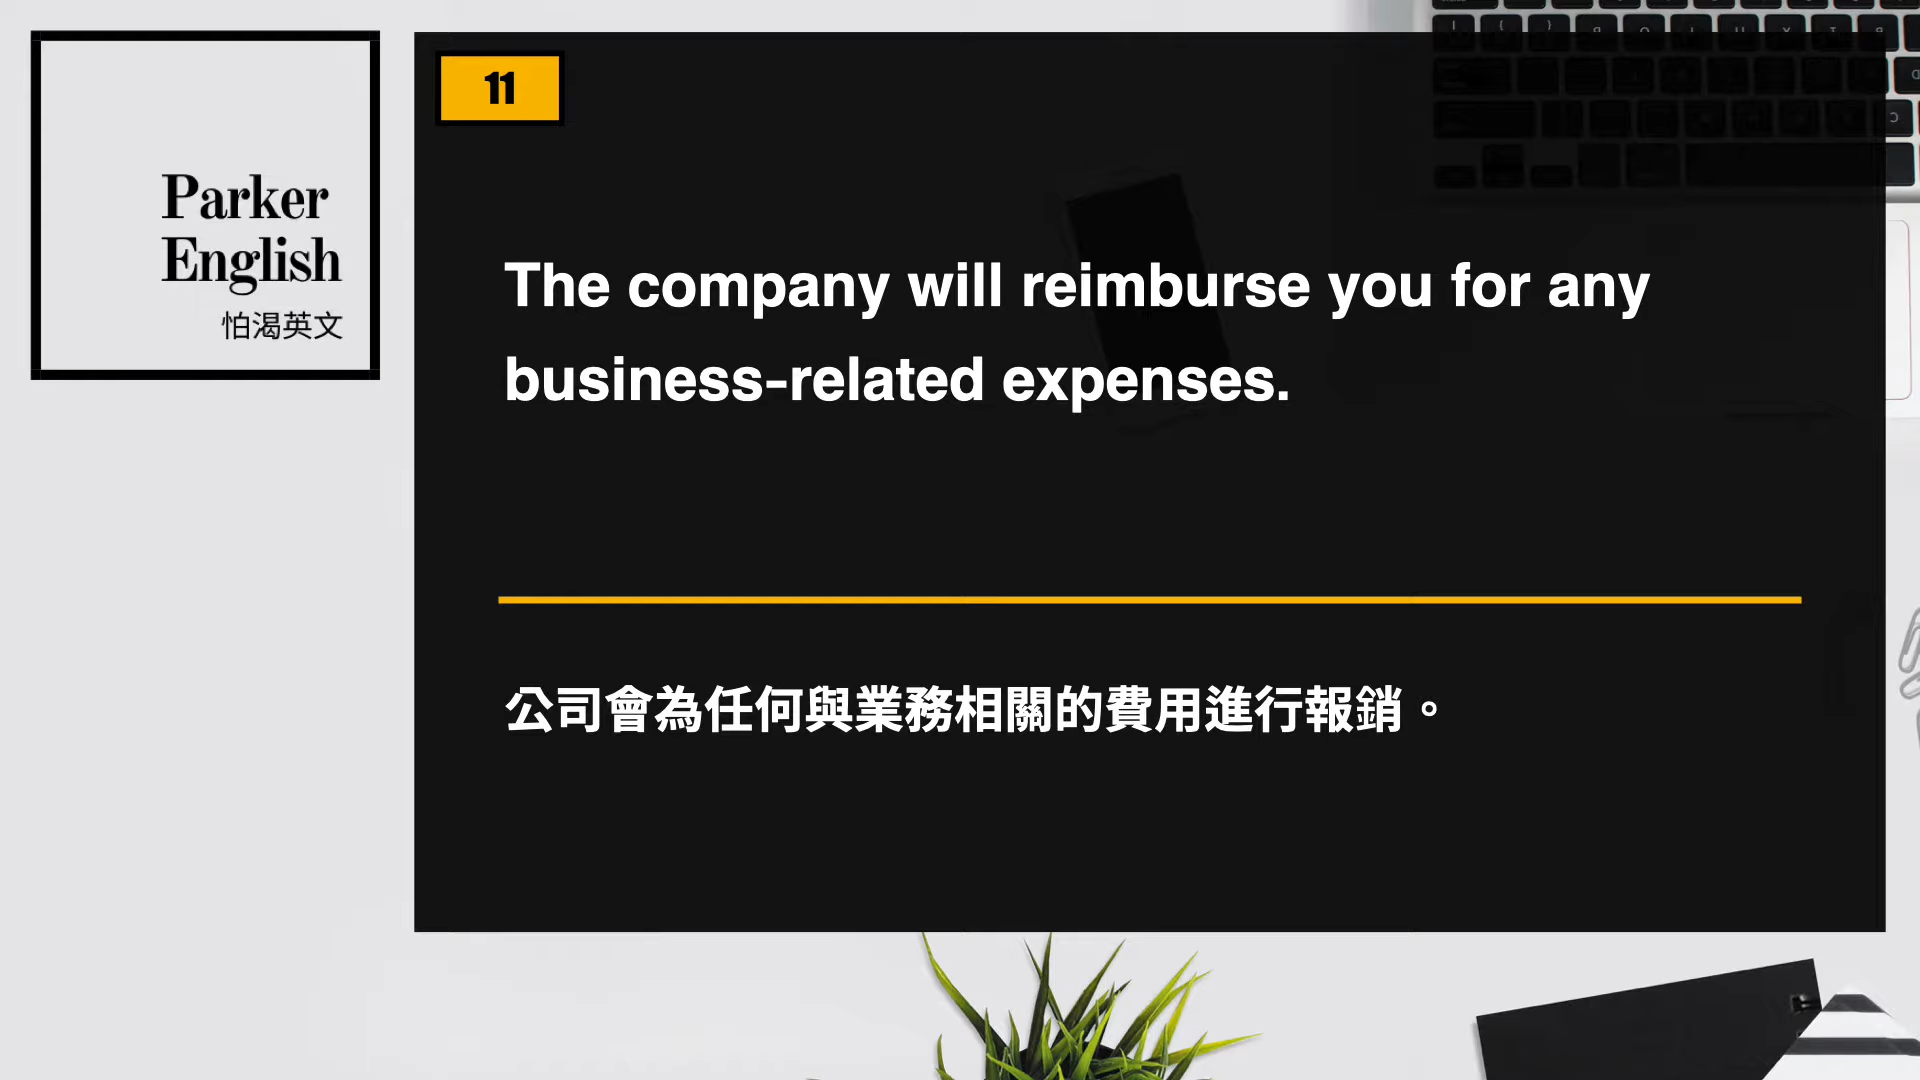 Parker
English
怕渴英文
11
The company will reimburse you for any
business-related expenses.
公司會為任何與業務相關的費用進行報銷。